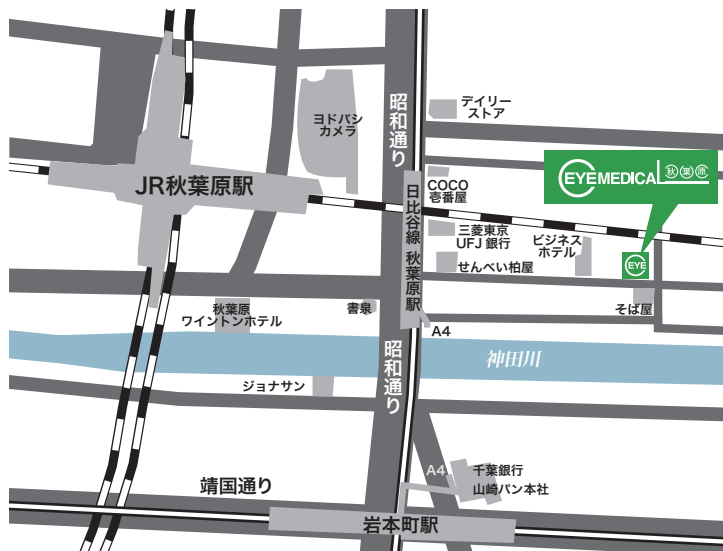 デイリー
ストア
ヨドバシ
カメラ
昭和通り
EYEMEDICAL 秋葉原
JR秋葉原駅
COCO
壱番屋
日比谷線 秋葉原駅
三菱東京
UFJ 銀行
ビジネス
ホテル
せんべい柏屋
EYE
秋葉原
ワイントンホテル
書泉
そば屋
A4
昭和通り
神田川
ジョナサン
A4
千葉銀行
山崎パン本社
靖国通り
岩本町駅